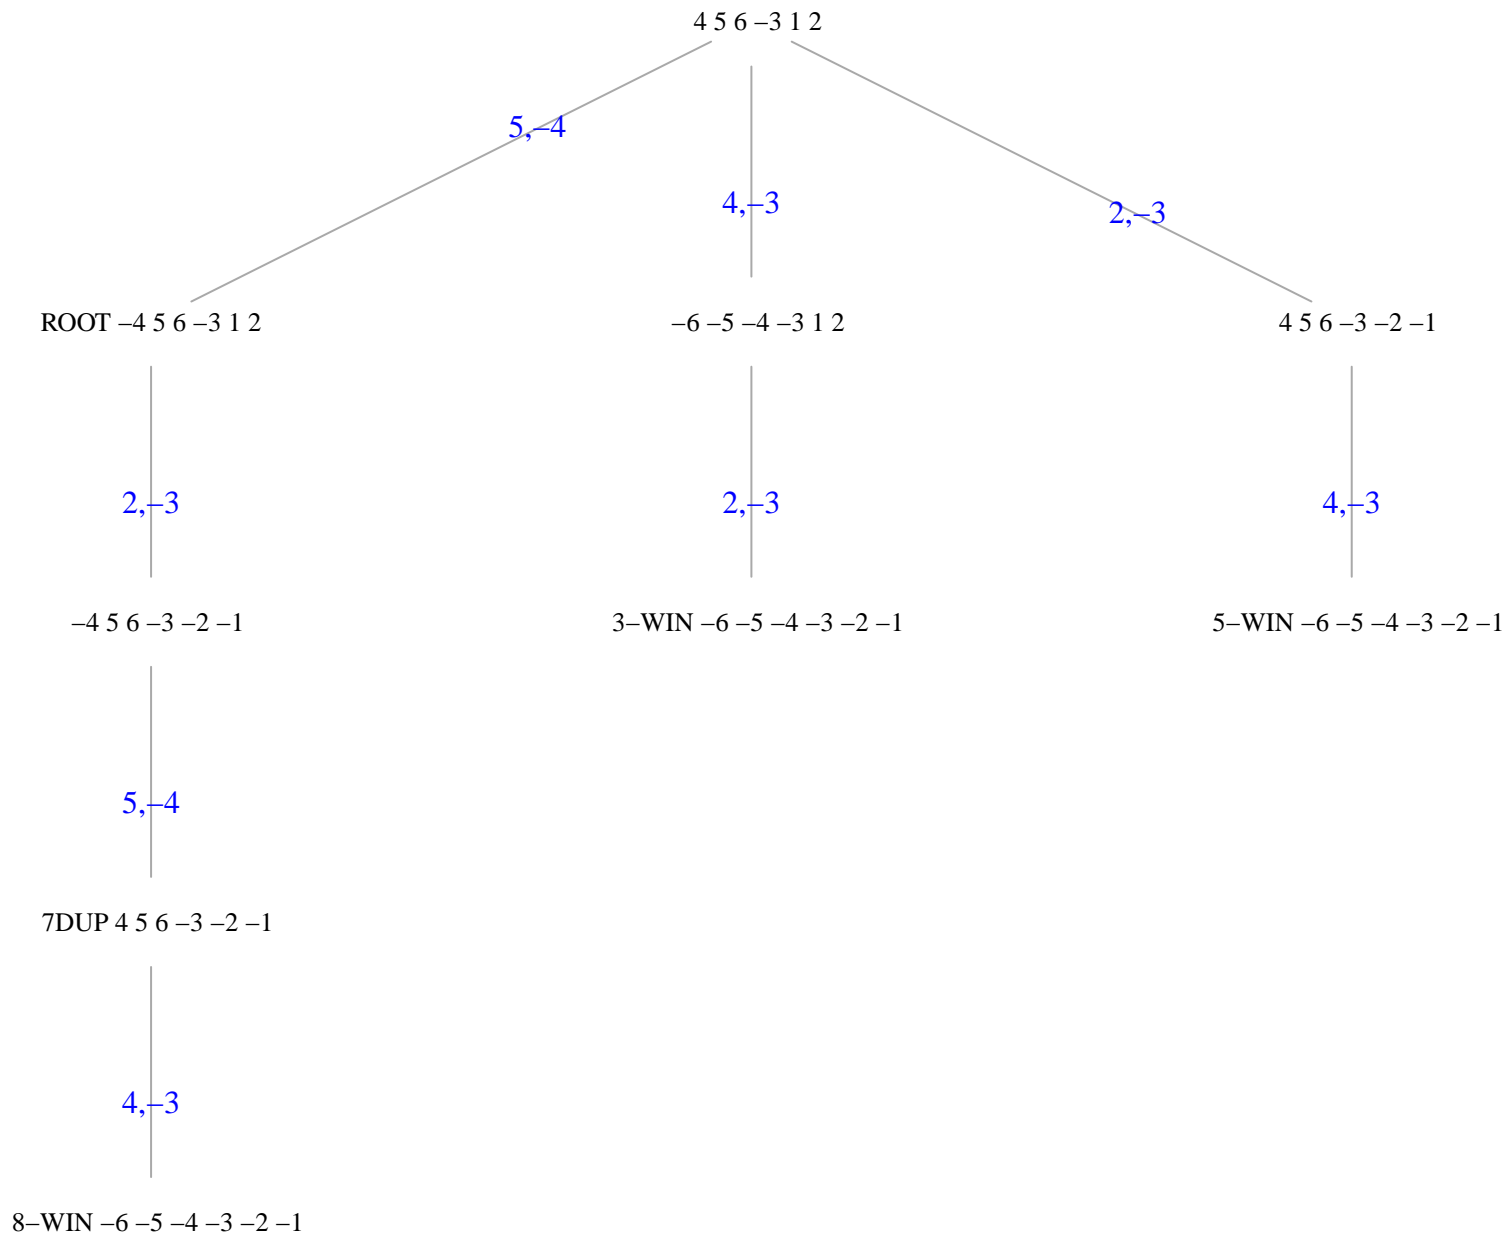 4 5 6 –3 1 2
5,–4
4,–3
2,–3
ROOT –4 5 6 –3 1 2
–6 –5 –4 –3 1 2
4 5 6 –3 –2 –1
2,–3
2,–3
4,–3
–4 5 6 –3 –2 –1
3–WIN –6 –5 –4 –3 –2 –1
5–WIN –6 –5 –4 –3 –2 –1
5,–4
7DUP 4 5 6 –3 –2 –1
4,–3
8–WIN –6 –5 –4 –3 –2 –1